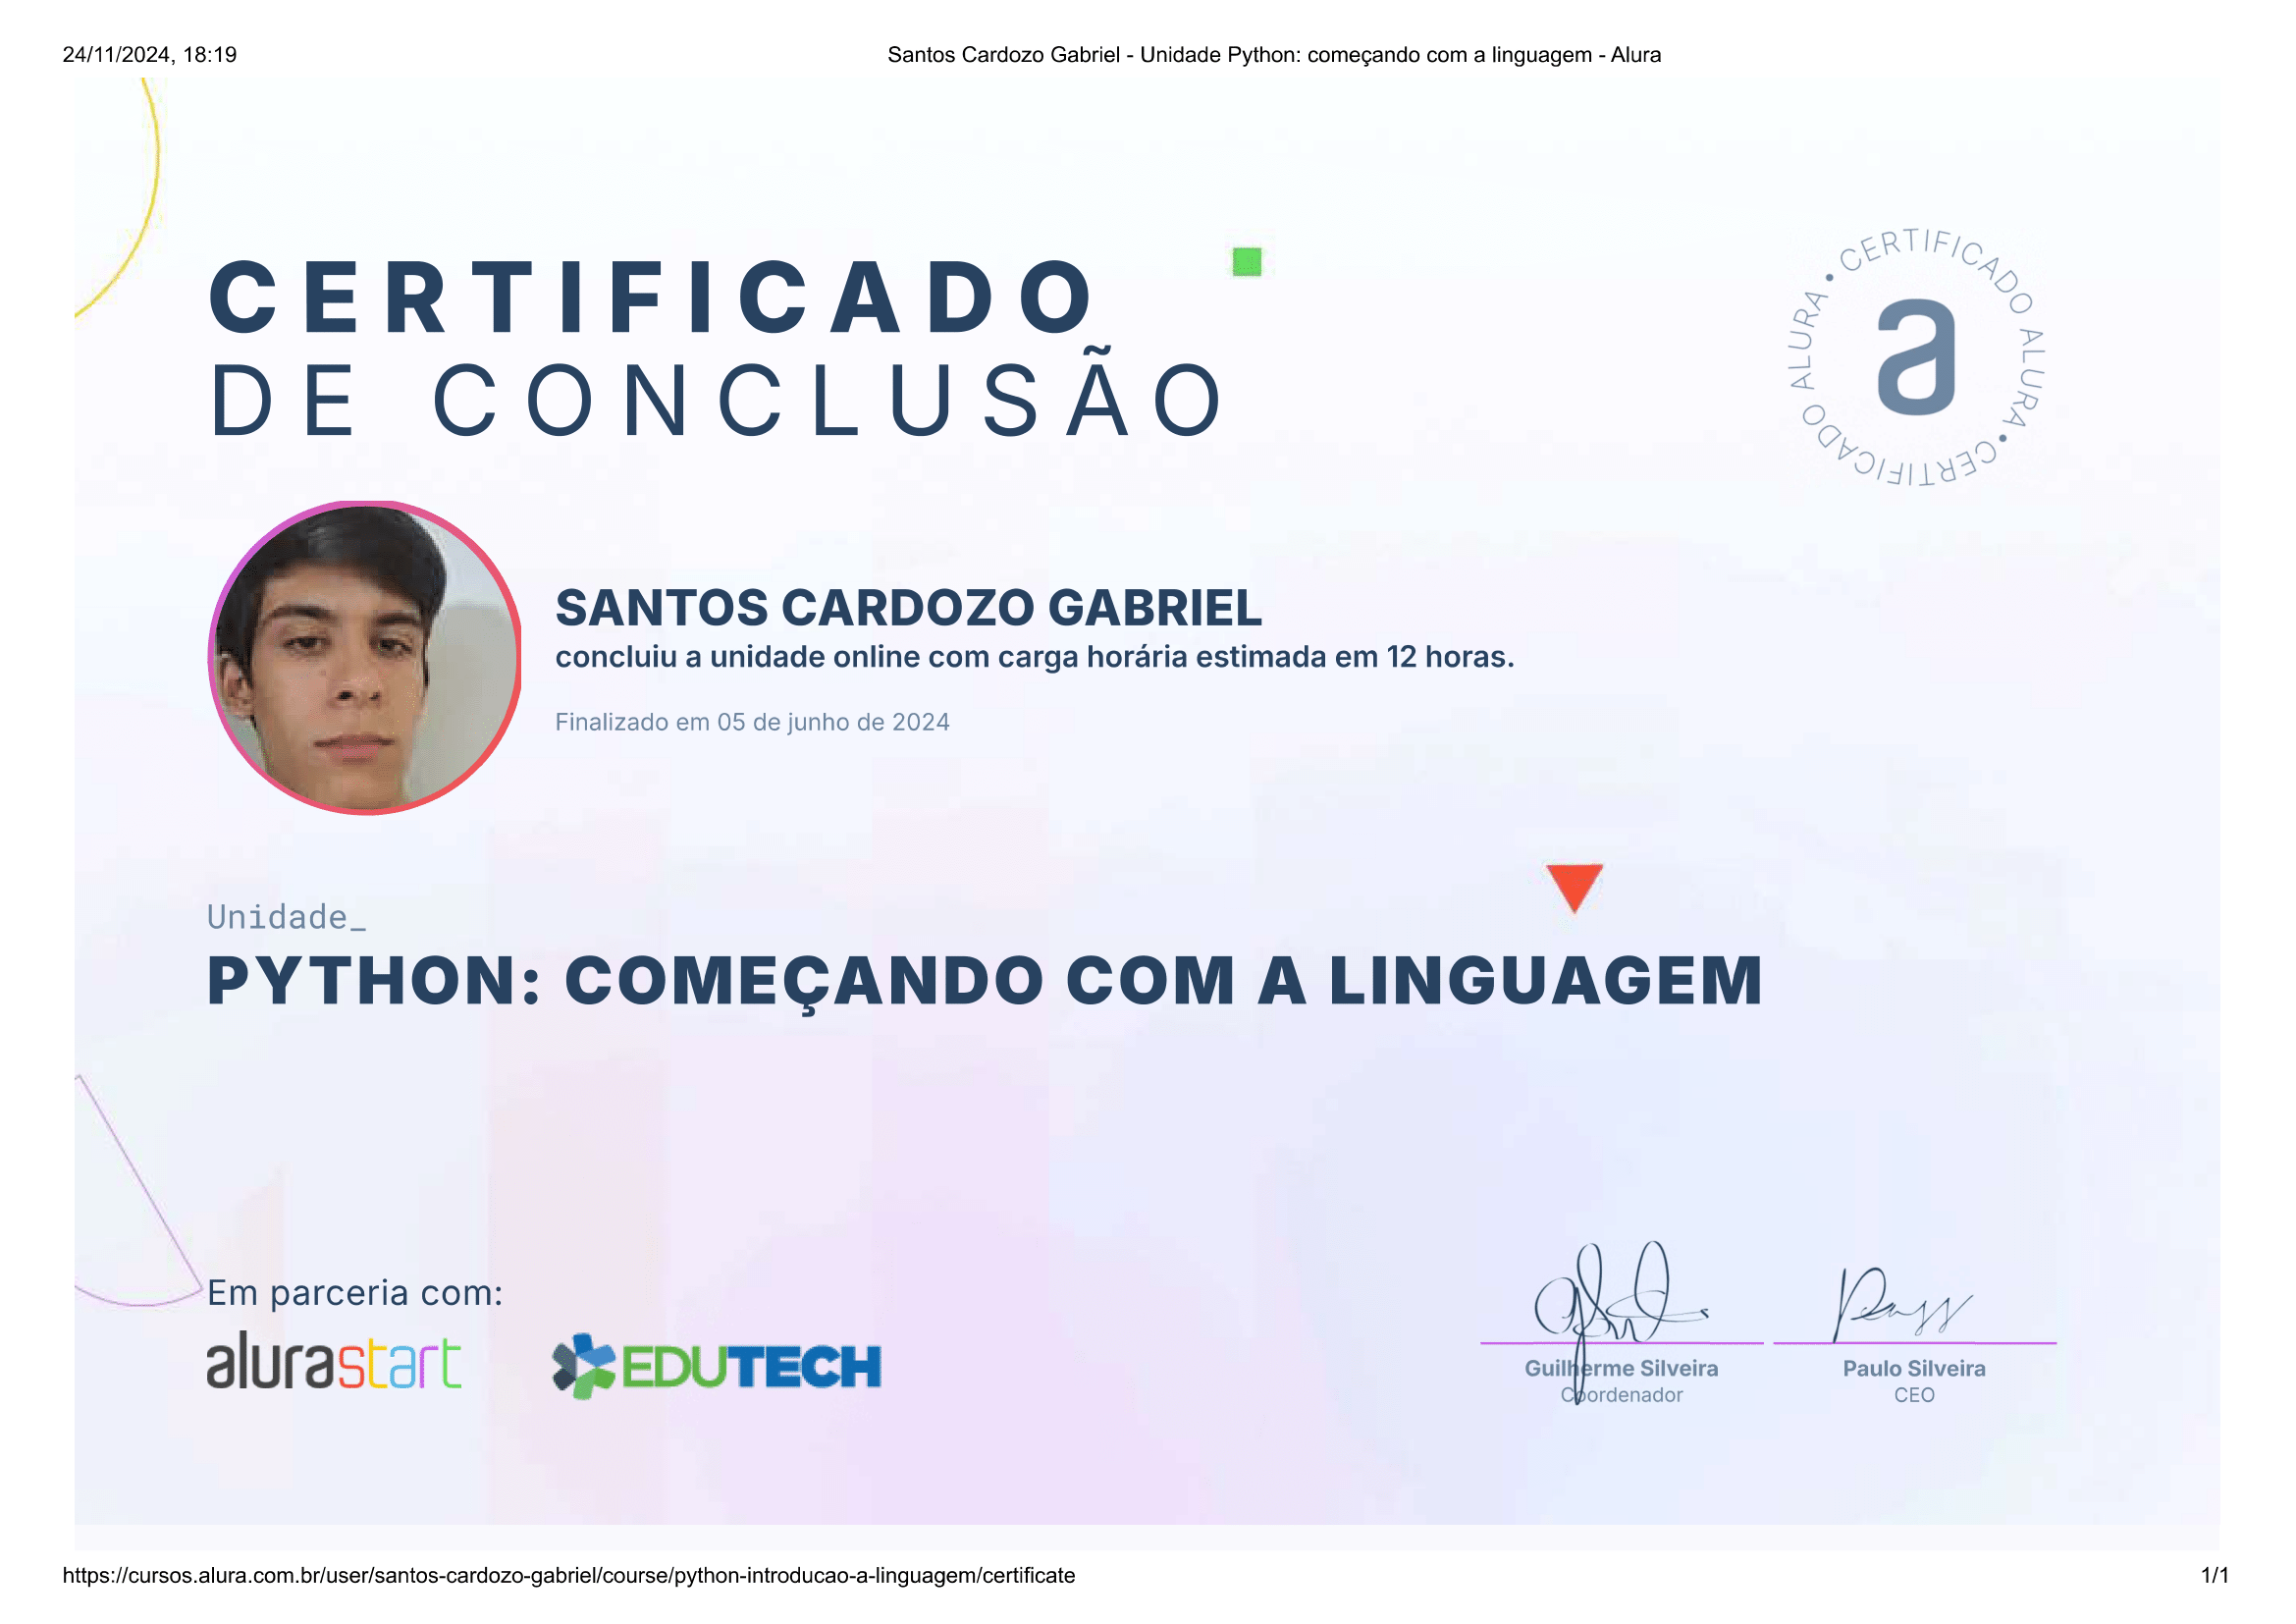 24/11/2024, 18:19
Santos Cardozo Gabriel - Unidade Python: começando com a linguagem - Alura
CERTIFICADO
DE CONCLUSÃO
CERTIFICADO ALURA • CERTIFICADO ALURA •
a
SANTOS CARDOZO GABRIEL
concluiu a unidade online com carga horária estimada em 12 horas.
Finalizado em 05 de junho de 2024
Unidade_
PYTHON: COMEÇANDO COM A LINGUAGEM
Em parceria com:
alurastart
EDUTECH
Guilherme Silveira
Coordenador
Paulo Silveira
CEO
https://cursos.alura.com.br/user/santos-cardozo-gabriel/course/python-introducao-a-linguagem/certificate
1/1